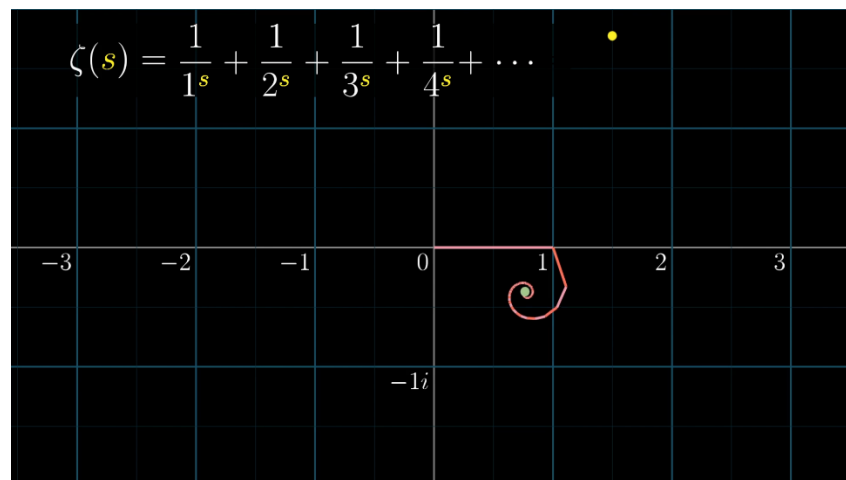 ζ(s) = 1/1^s + 1/2^s + 1/3^s + 1/4^s + ⋯
−3 −2 −1 0 1 2 3
−1i